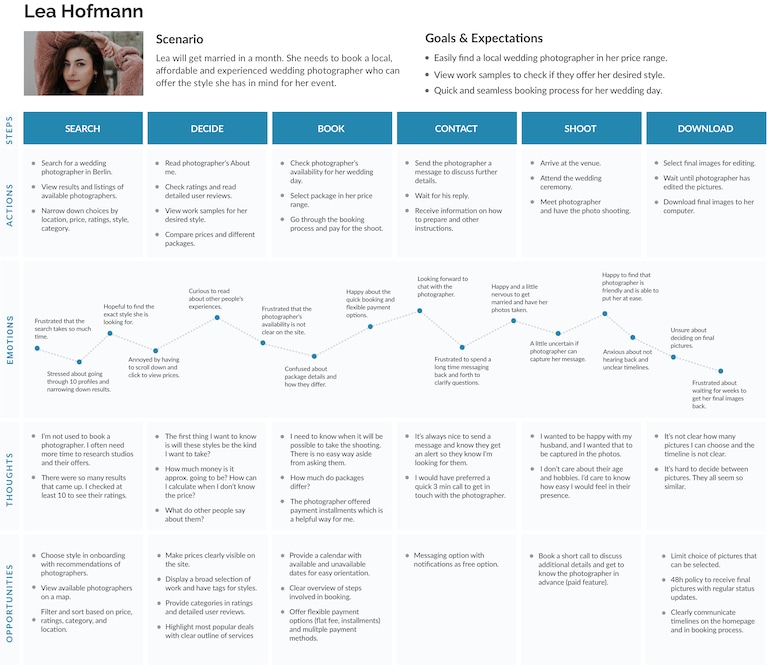 Lea Hofmann
Scenario
Lea will get married in a month. She needs to book a local,
affordable and experienced wedding photographer who can
offer the style she has in mind for her event.
Goals & Expectations
Easily find a local wedding photographer in her price range.
View work samples to check if they offer her desired style.
Quick and seamless booking process for her wedding day.
STEPS
SEARCH
DECIDE
BOOK
CONTACT
SHOOT
DOWNLOAD
ACTIONS
Search for a wedding
photographer in Berlin.
View results and listings of
available photographers.
Narrow down choices by
location, price, ratings, style,
category.
Read photographer's About
me.
Check ratings and read
detailed user reviews.
View work samples for her
desired style.
Compare prices and different
packages.
Check photographer's
availability for her wedding
day.
Select package in her price
range.
Go through the booking
process and pay for the shoot.
Send the photographer a
message to discuss further
details.
Wait for his reply.
Receive information on how
to prepare and other
instructions.
Arrive at the venue.
Attend the wedding
ceremony.
Meet photographer
and have the photo shooting.
Select final images for editing.
Wait until photographer has
edited the pictures.
Download final images to her
computer.
EMOTIONS
Frustrated that the
search takes so much
time.
Stressed about going
through 10 profiles and
narrowing down results.
Hopeful to find the
exact style she is
looking for.
Annoyed by having
to scroll down and
click to view prices.
Curious to read
about other people's
experiences.
Frustrated that the
photographer's
availability is not
clear on the site.
Confused about
package details and
how they differ.
Happy about the
quick booking and
flexible payment
options.
Looking forward to
chat with the
photographer.
Frustrated to spend a
long time messaging
back and forth to
clarify questions.
Happy and a little
nervous to get
married and have her
photos taken.
A little uncertain if
photographer can
capture her message.
Happy to find that
photographer is
friendly and is able to
put her at ease.
Anxious about not
hearing back and
unclear timelines.
Unsure about
deciding on final
pictures.
Frustrated about
waiting for weeks to
get her final images
back.
THOUGHTS
I'm not used to book a
photographer. I often need
more time to research studios
and their offers.
There were so many results
that came up. I checked at
least 10 to see their ratings.
The first thing I want to know
is will these styles be the kind
I want to take?
How much money is it
approx. going to be? How can
I calculate when I don't know
the price?
What do other people say
about them?
I need to know when it will be
possible to take the shooting.
There is no easy way aside
from asking them.
How much do packages
differ?
The photographer offered
payment installments which is
a helpful way for me.
It's always nice to send a
message and know they get
an alert so they know I'm
looking for them.
I would have preferred a
quick 3 min call to get in
touch with the photographer.
I wanted to be happy with my
husband, and I wanted that to
be captured in the photos.
I don't care about their age
and hobbies. I'd care to know
how easy I would feel in their
presence.
It's not clear how many
pictures I can choose and the
timeline is not clear.
It's hard to decide between
pictures. They all seem so
similar.
OPPORTUNITIES
Choose style in onboarding
with recommendations of
photographers.
View available photographers
on a map.
Filter and sort based on price,
ratings, category, and
location.
Make prices clearly visible on
the site.
Display a broad selection of
work and have tags for styles.
Provide categories in ratings
and detailed user reviews.
Highlight most popular deals
with clear outline of services
Provide a calendar with
available and unavailable
dates for easy orientation.
Clear overview of steps
involved in booking.
Offer flexible payment
options (flat fee, installments)
and mulitple payment
methods.
Messaging option with
notifications as free option.
Book a short call to discuss
additional details and get to
know the photographer in
advance (paid feature).
Limit choice of pictures that
can be selected.
48h policy to receive final
pictures with regular status
updates.
Clearly communicate
timelines on the homepage
and in booking process.